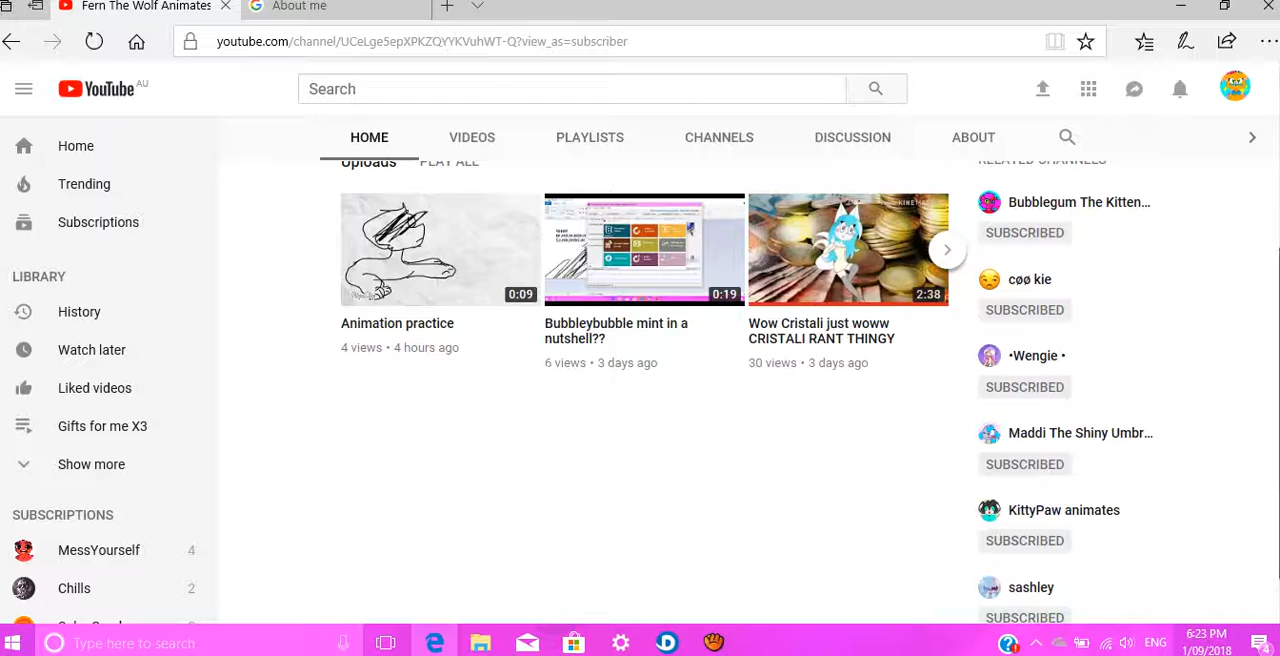 Fern The Wolf Animates
About me
youtube.com/channel/UCeLge5epXPKZQYYKVuhWT-Q?view_as=subscriber
YouTube AU
Search
HOME VIDEOS PLAYLISTS CHANNELS DISCUSSION ABOUT
Uploads PLAY ALL
RELATED CHANNELS
Home
Trending
Subscriptions
LIBRARY
History
Watch later
Liked videos
Gifts for me X3
Show more
SUBSCRIPTIONS
MessYourself 4
Chills 2
0:09
Animation practice
4 views • 4 hours ago
0:19
Bubbleybubble mint in a
nutshell??
6 views • 3 days ago
2:38
Wow Cristali just woww
CRISTALI RANT THINGY
30 views • 3 days ago
Bubblegum The Kitten...
SUBSCRIBED
cøø kie
SUBSCRIBED
•Wengie •
SUBSCRIBED
Maddi The Shiny Umbr...
SUBSCRIBED
KittyPaw animates
SUBSCRIBED
sashley
SUBSCRIBED
Type here to search
ENG
6:23 PM
1/09/2018
4